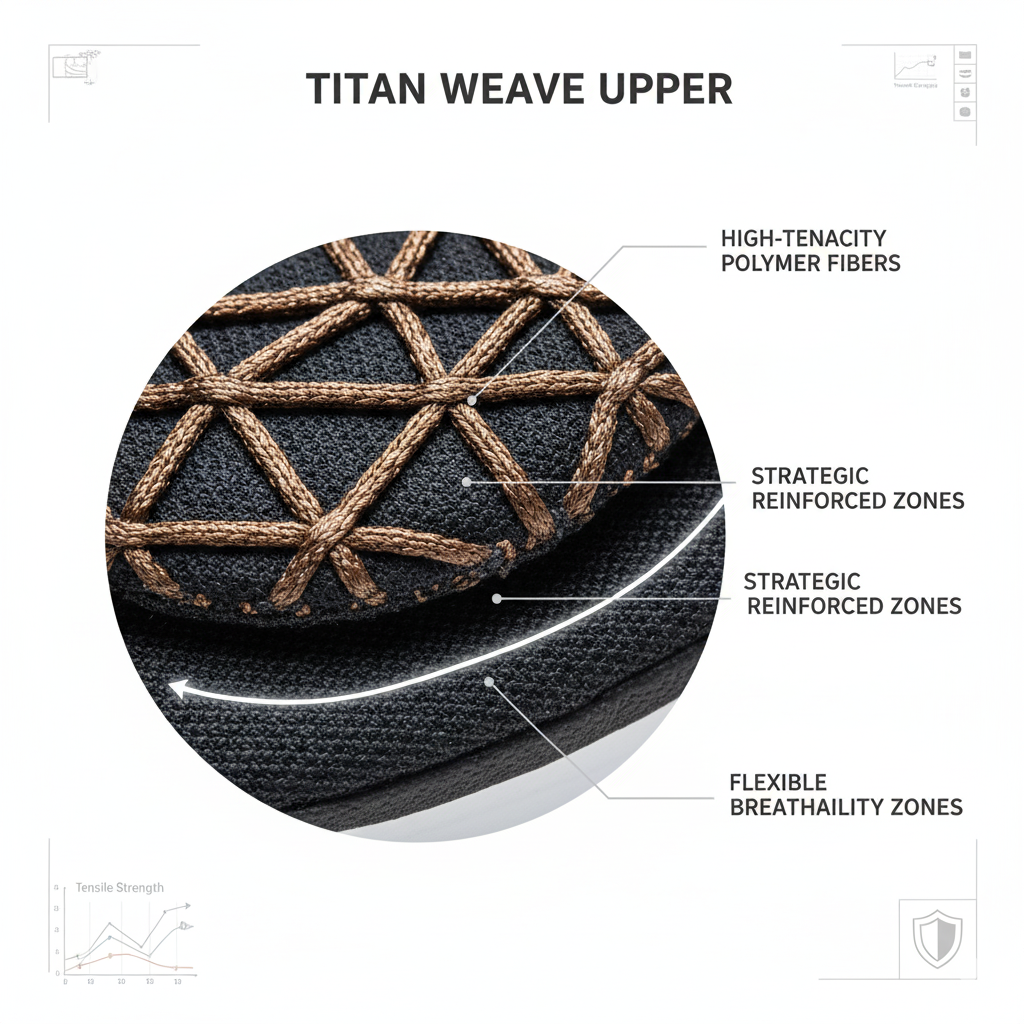 TITAN WEAVE UPPER
HIGH-TENACITY
POLYMER FIBERS
STRATEGIC
REINFORCED ZONES
STRATEGIC
REINFORCED ZONES
FLEXIBLE
BREATHAILITY ZONES
Tensile Strength